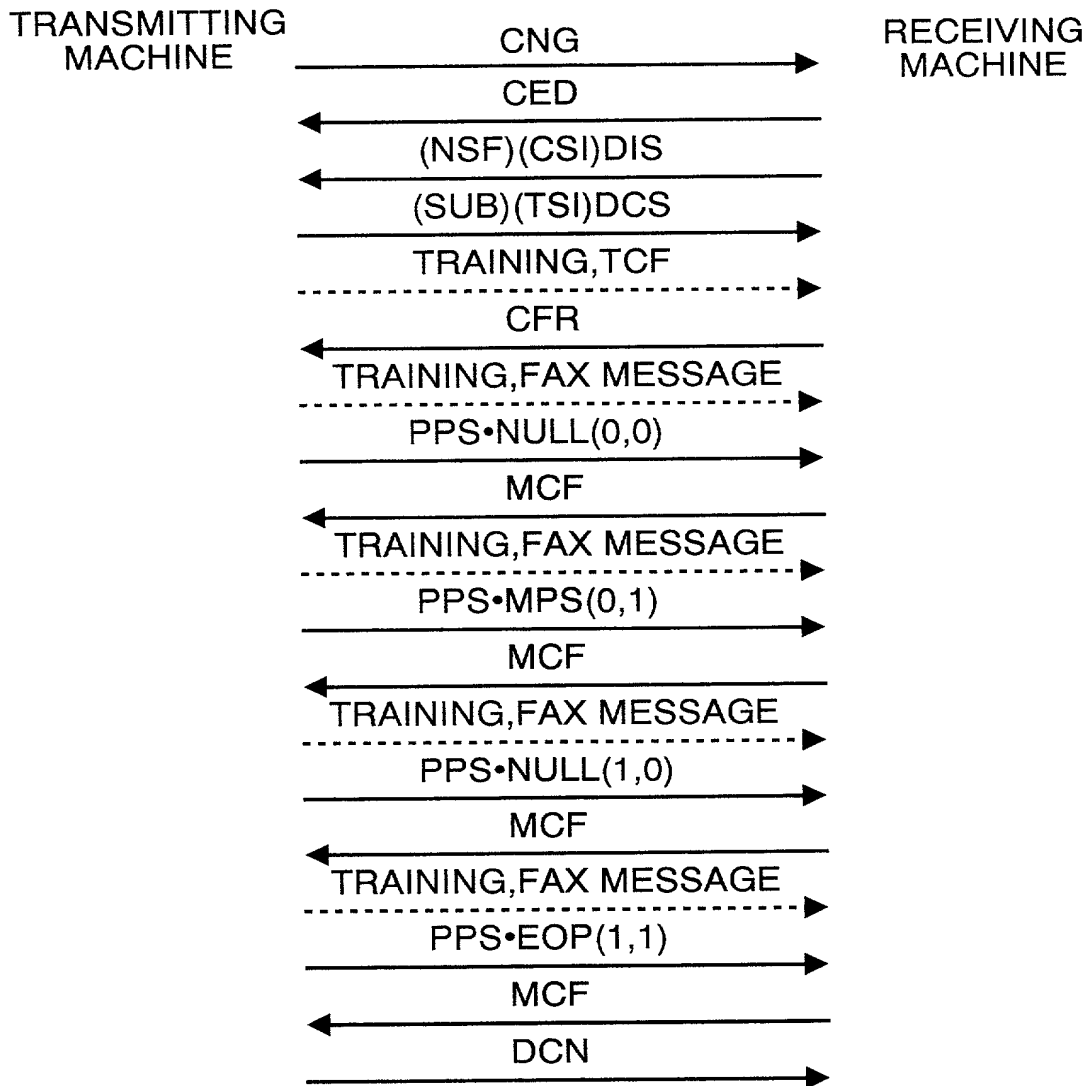 TRANSMITTING
MACHINE
RECEIVING
MACHINE
CNG
CED
(NSF)(CSI)DIS
(SUB)(TSI)DCS
TRAINING,TCF
CFR
TRAINING,FAX MESSAGE
PPS•NULL(0,0)
MCF
TRAINING,FAX MESSAGE
PPS•MPS(0,1)
MCF
TRAINING,FAX MESSAGE
PPS•NULL(1,0)
MCF
TRAINING,FAX MESSAGE
PPS•EOP(1,1)
MCF
DCN